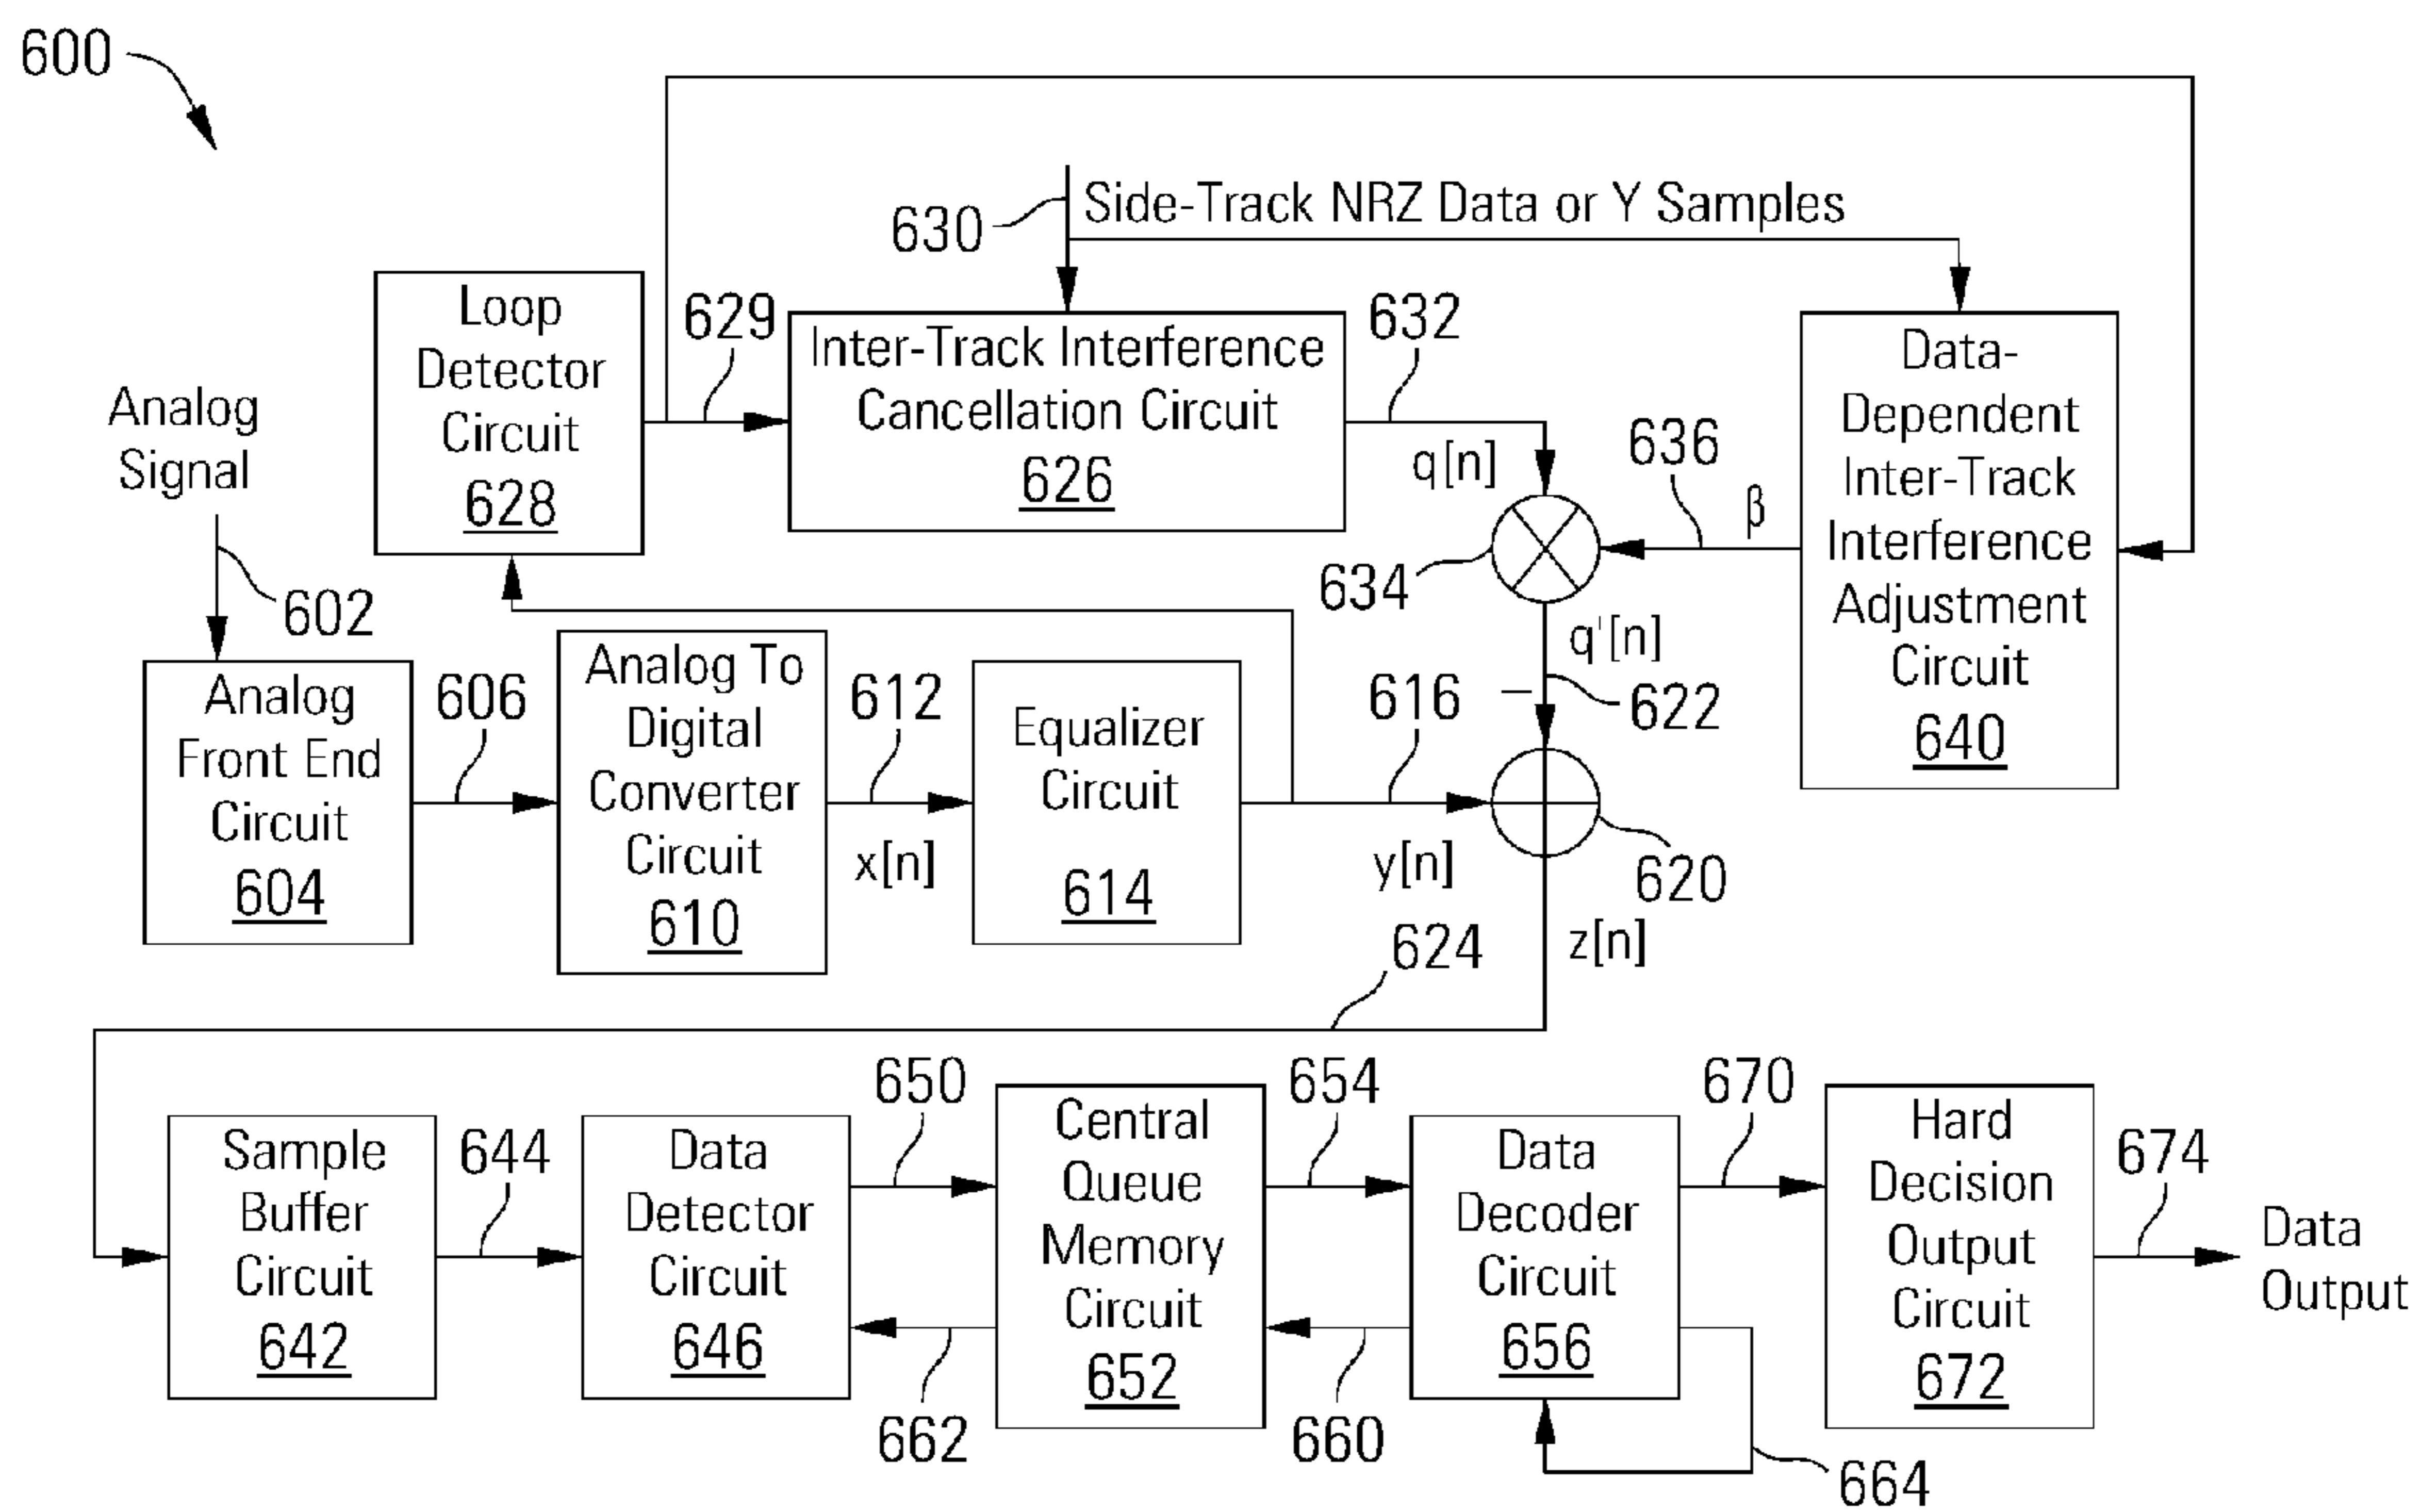 600
630
Side-Track NRZ Data or Y Samples
Loop
Detector
Circuit
628
629
Inter-Track Interference
Cancellation Circuit
626
632
q[n]
634
636
β
Data-
Dependent
Inter-Track
Interference
Adjustment
Circuit
640
Analog
Signal
602
Analog
Front End
Circuit
604
606
Analog To
Digital
Converter
Circuit
610
612
x[n]
Equalizer
Circuit
614
616
y[n]
q'[n]
−
622
620
z[n]
624
Sample
Buffer
Circuit
642
644
Data
Detector
Circuit
646
650
662
Central
Queue
Memory
Circuit
652
654
660
Data
Decoder
Circuit
656
664
670
Hard
Decision
Output
Circuit
672
674
Data
Output